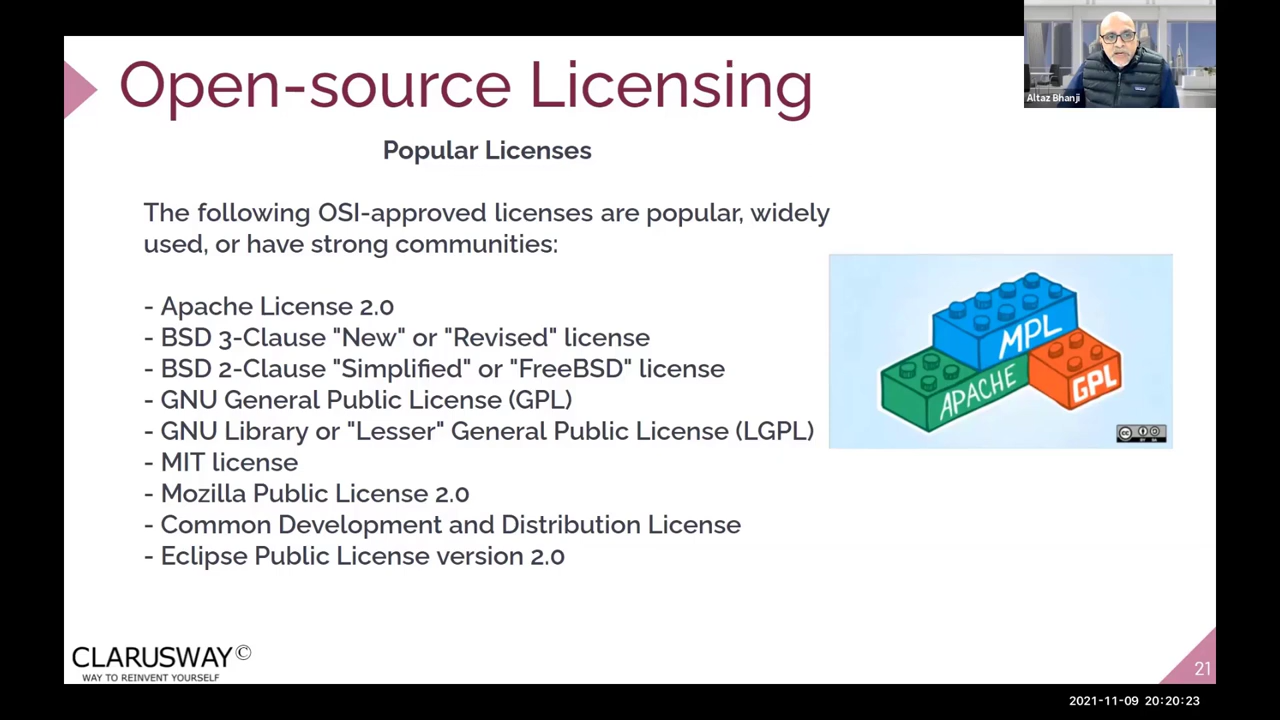 Open-source Licensing
Altaz Bhanji
Popular Licenses
The following OSI-approved licenses are popular, widely
used, or have strong communities:
- Apache License 2.0
- BSD 3-Clause "New" or "Revised" license
- BSD 2-Clause "Simplified" or "FreeBSD" license
- GNU General Public License (GPL)
- GNU Library or "Lesser" General Public License (LGPL)
- MIT license
- Mozilla Public License 2.0
- Common Development and Distribution License
- Eclipse Public License version 2.0
MPL
APACHE
GPL
cc
BY SA
CLARUSWAY©
WAY TO REINVENT YOURSELF
21
2021-11-09 20:20:23